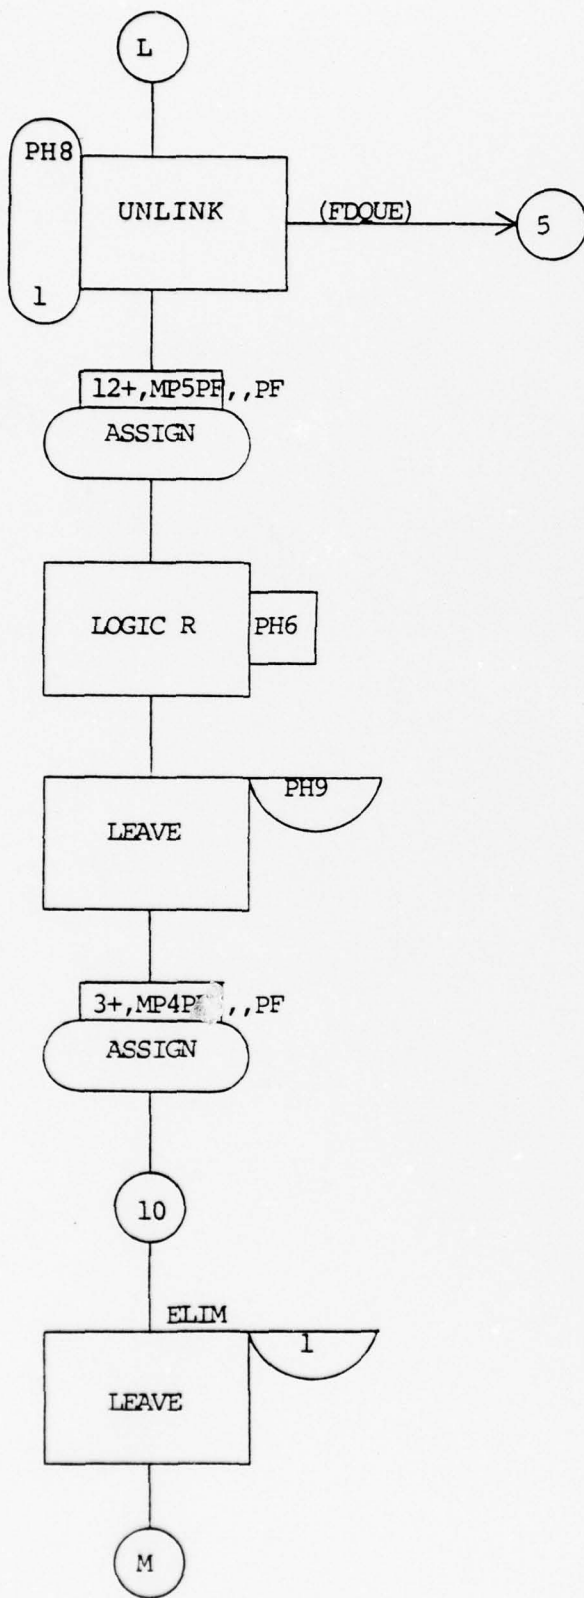 L
PH8
UNLINK
(FDQUE)
5
1
12+,MP5PF,,PF
ASSIGN
LOGIC R
PH6
PH9
LEAVE
,,PF
ASSIGN
10
ELIM
1
LEAVE
M